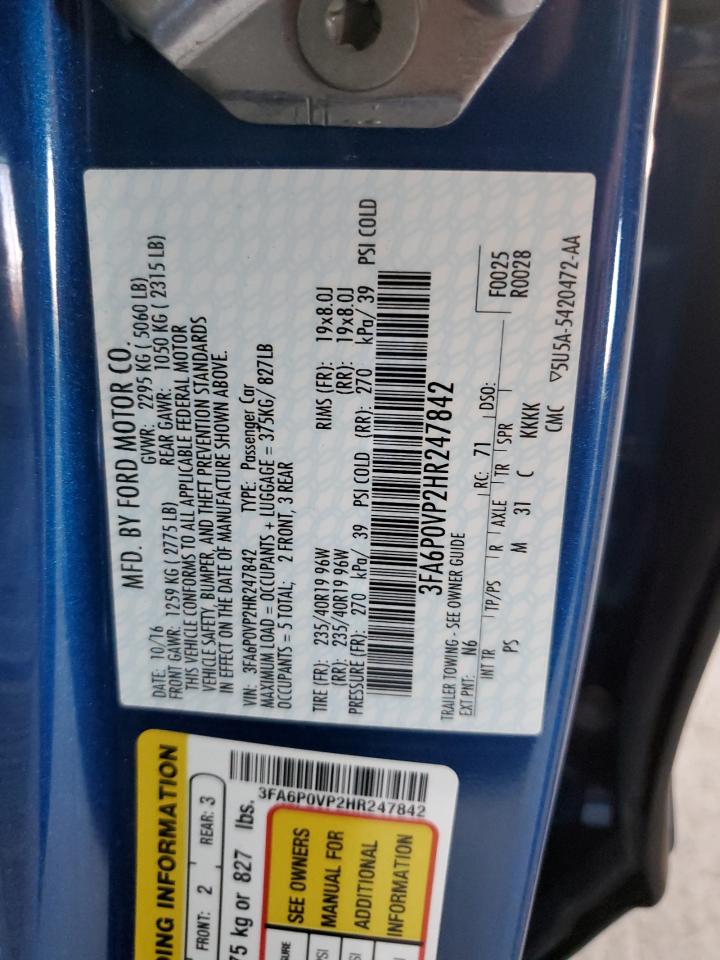 MFD. BY FORD MOTOR CO.
DATE: 10/16 GVWR: 2295 KG ( 5060 LB)
FRONT GAWR: 1259 KG ( 2775 LB) REAR GAWR: 1050 KG ( 2315 LB)
THIS VEHICLE CONFORMS TO ALL APPLICABLE FEDERAL MOTOR
VEHICLE SAFETY, BUMPER, AND THEFT PREVENTION STANDARDS
IN EFFECT ON THE DATE OF MANUFACTURE SHOWN ABOVE.
VIN: 3FA6P0VP2HR247842 TYPE: Passenger Car
MAXIMUM LOAD = OCCUPANTS + LUGGAGE = 375KG/ 827LB
OCCUPANTS = 5 TOTAL; 2 FRONT, 3 REAR
TIRE (FR): 235/40R19 96W RIMS (FR): 19x8.0J
(RR): 235/40R19 96W (RR): 19x8.0J
PRESSURE (FR): 270 kPa/ 39 PSI COLD (RR): 270 kPa/ 39 PSI COLD
3FA6P0VP2HR247842
TRAILER TOWING - SEE OWNER GUIDE
EXT PNT: N6 RC: 71 DSO: F0025
R0028
INT TR TP/PS R AXLE TR SPR
PS M 31 C KKKK
CMC ▽5U5A-5420472-AA
DING INFORMATION
FRONT: 2 REAR: 3
75 kg or 827 lbs.
3FA6P0VP2HR247842
SEE OWNERS
MANUAL FOR
ADDITIONAL
INFORMATION